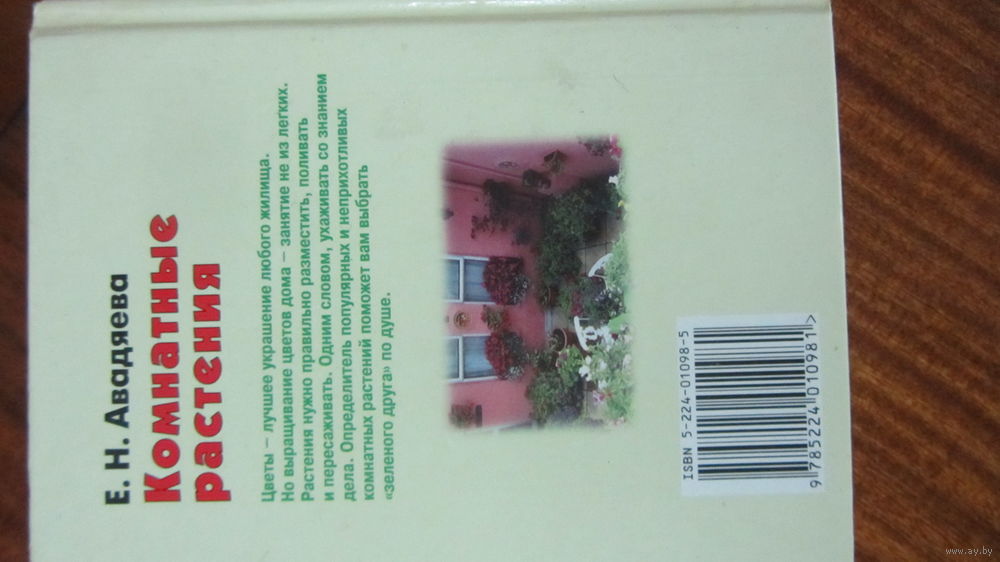 Е. Н. Авадяева
Комнатные
растения
Цветы – лучшее украшение любого жилища.
Но выращивание цветов дома – занятие не из легких.
Растения нужно правильно разместить, поливать
и пересаживать. Одним словом, ухаживать со знанием
дела. Определитель популярных и неприхотливых
комнатных растений поможет вам выбрать
«зеленого друга» по душе.
ISBN 5-224-01098-5
9 785224 010981 >
www.ay.by